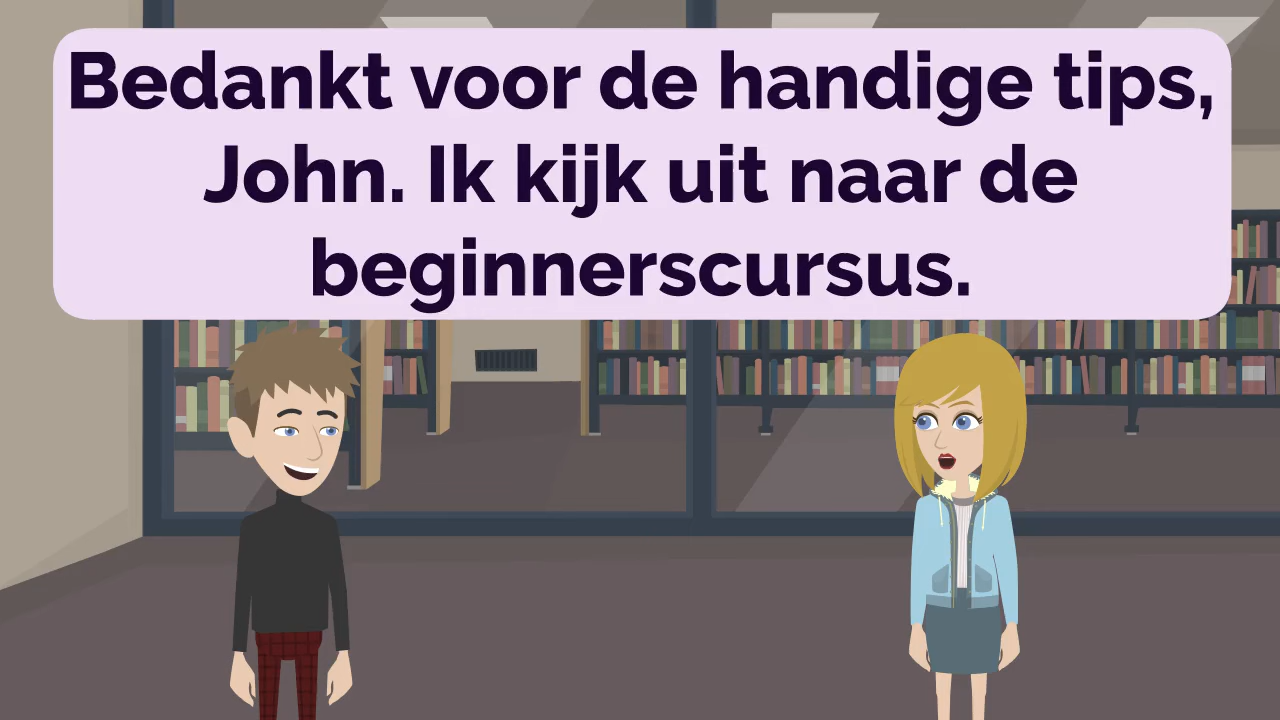 Bedankt voor de handige tips,
John. Ik kijk uit naar de
beginnerscursus.